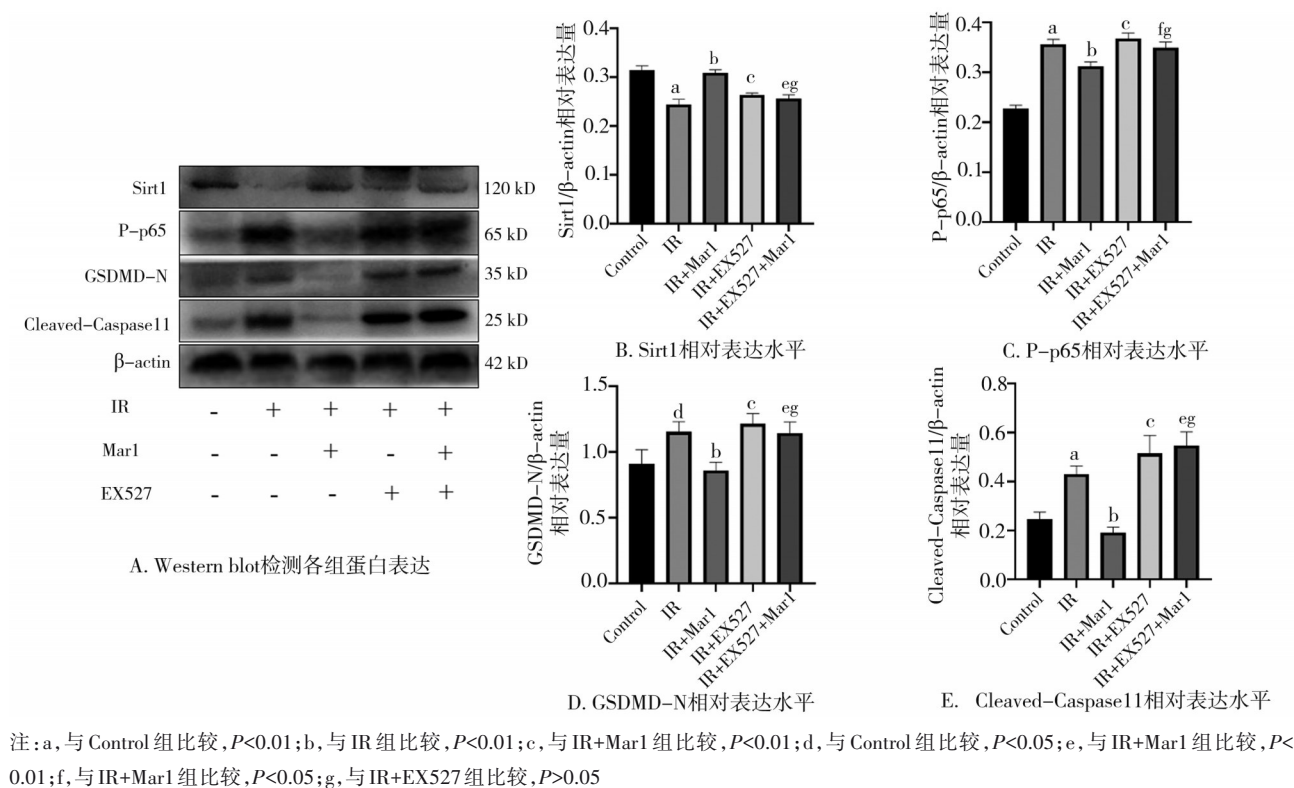 Sirt1
120 kD
P-p65
65 kD
GSDMD-N
35 kD
Cleaved-Caspase11
25 kD
β-actin
42 kD
IR - + + + +
Mar1 - - + - +
EX527 - - - + +
A. Western blot检测各组蛋白表达
Sirt1/β-actin相对表达量
0.4
0.3
0.2
0.1
0.0
a
b
c
eg
Control
IR
IR+Mar1
IR+EX527
IR+EX527+Mar1
B. Sirt1相对表达水平
P-p65/β-actin相对表达量
0.4
0.3
0.2
0.1
0.0
a
b
c
fg
Control
IR
IR+Mar1
IR+EX527
IR+EX527+Mar1
C. P-p65相对表达水平
GSDMD-N/β-actin
相对表达量
1.5
1.0
0.5
0.0
d
b
c
eg
Control
IR
IR+Mar1
IR+EX527
IR+EX527+Mar1
D. GSDMD-N相对表达水平
Cleaved-Caspase11/β-actin
相对表达量
0.8
0.6
0.4
0.2
0.0
a
b
c
eg
Control
IR
IR+Mar1
IR+EX527
IR+EX527+Mar1
E. Cleaved-Caspase11相对表达水平
注:a,与Control组比较,P<0.01;b,与IR组比较,P<0.01;c,与IR+Mar1组比较,P<0.01;d,与Control组比较,P<0.05;e,与IR+Mar1组比较,P<
0.01;f,与IR+Mar1组比较,P<0.05;g,与IR+EX527组比较,P>0.05